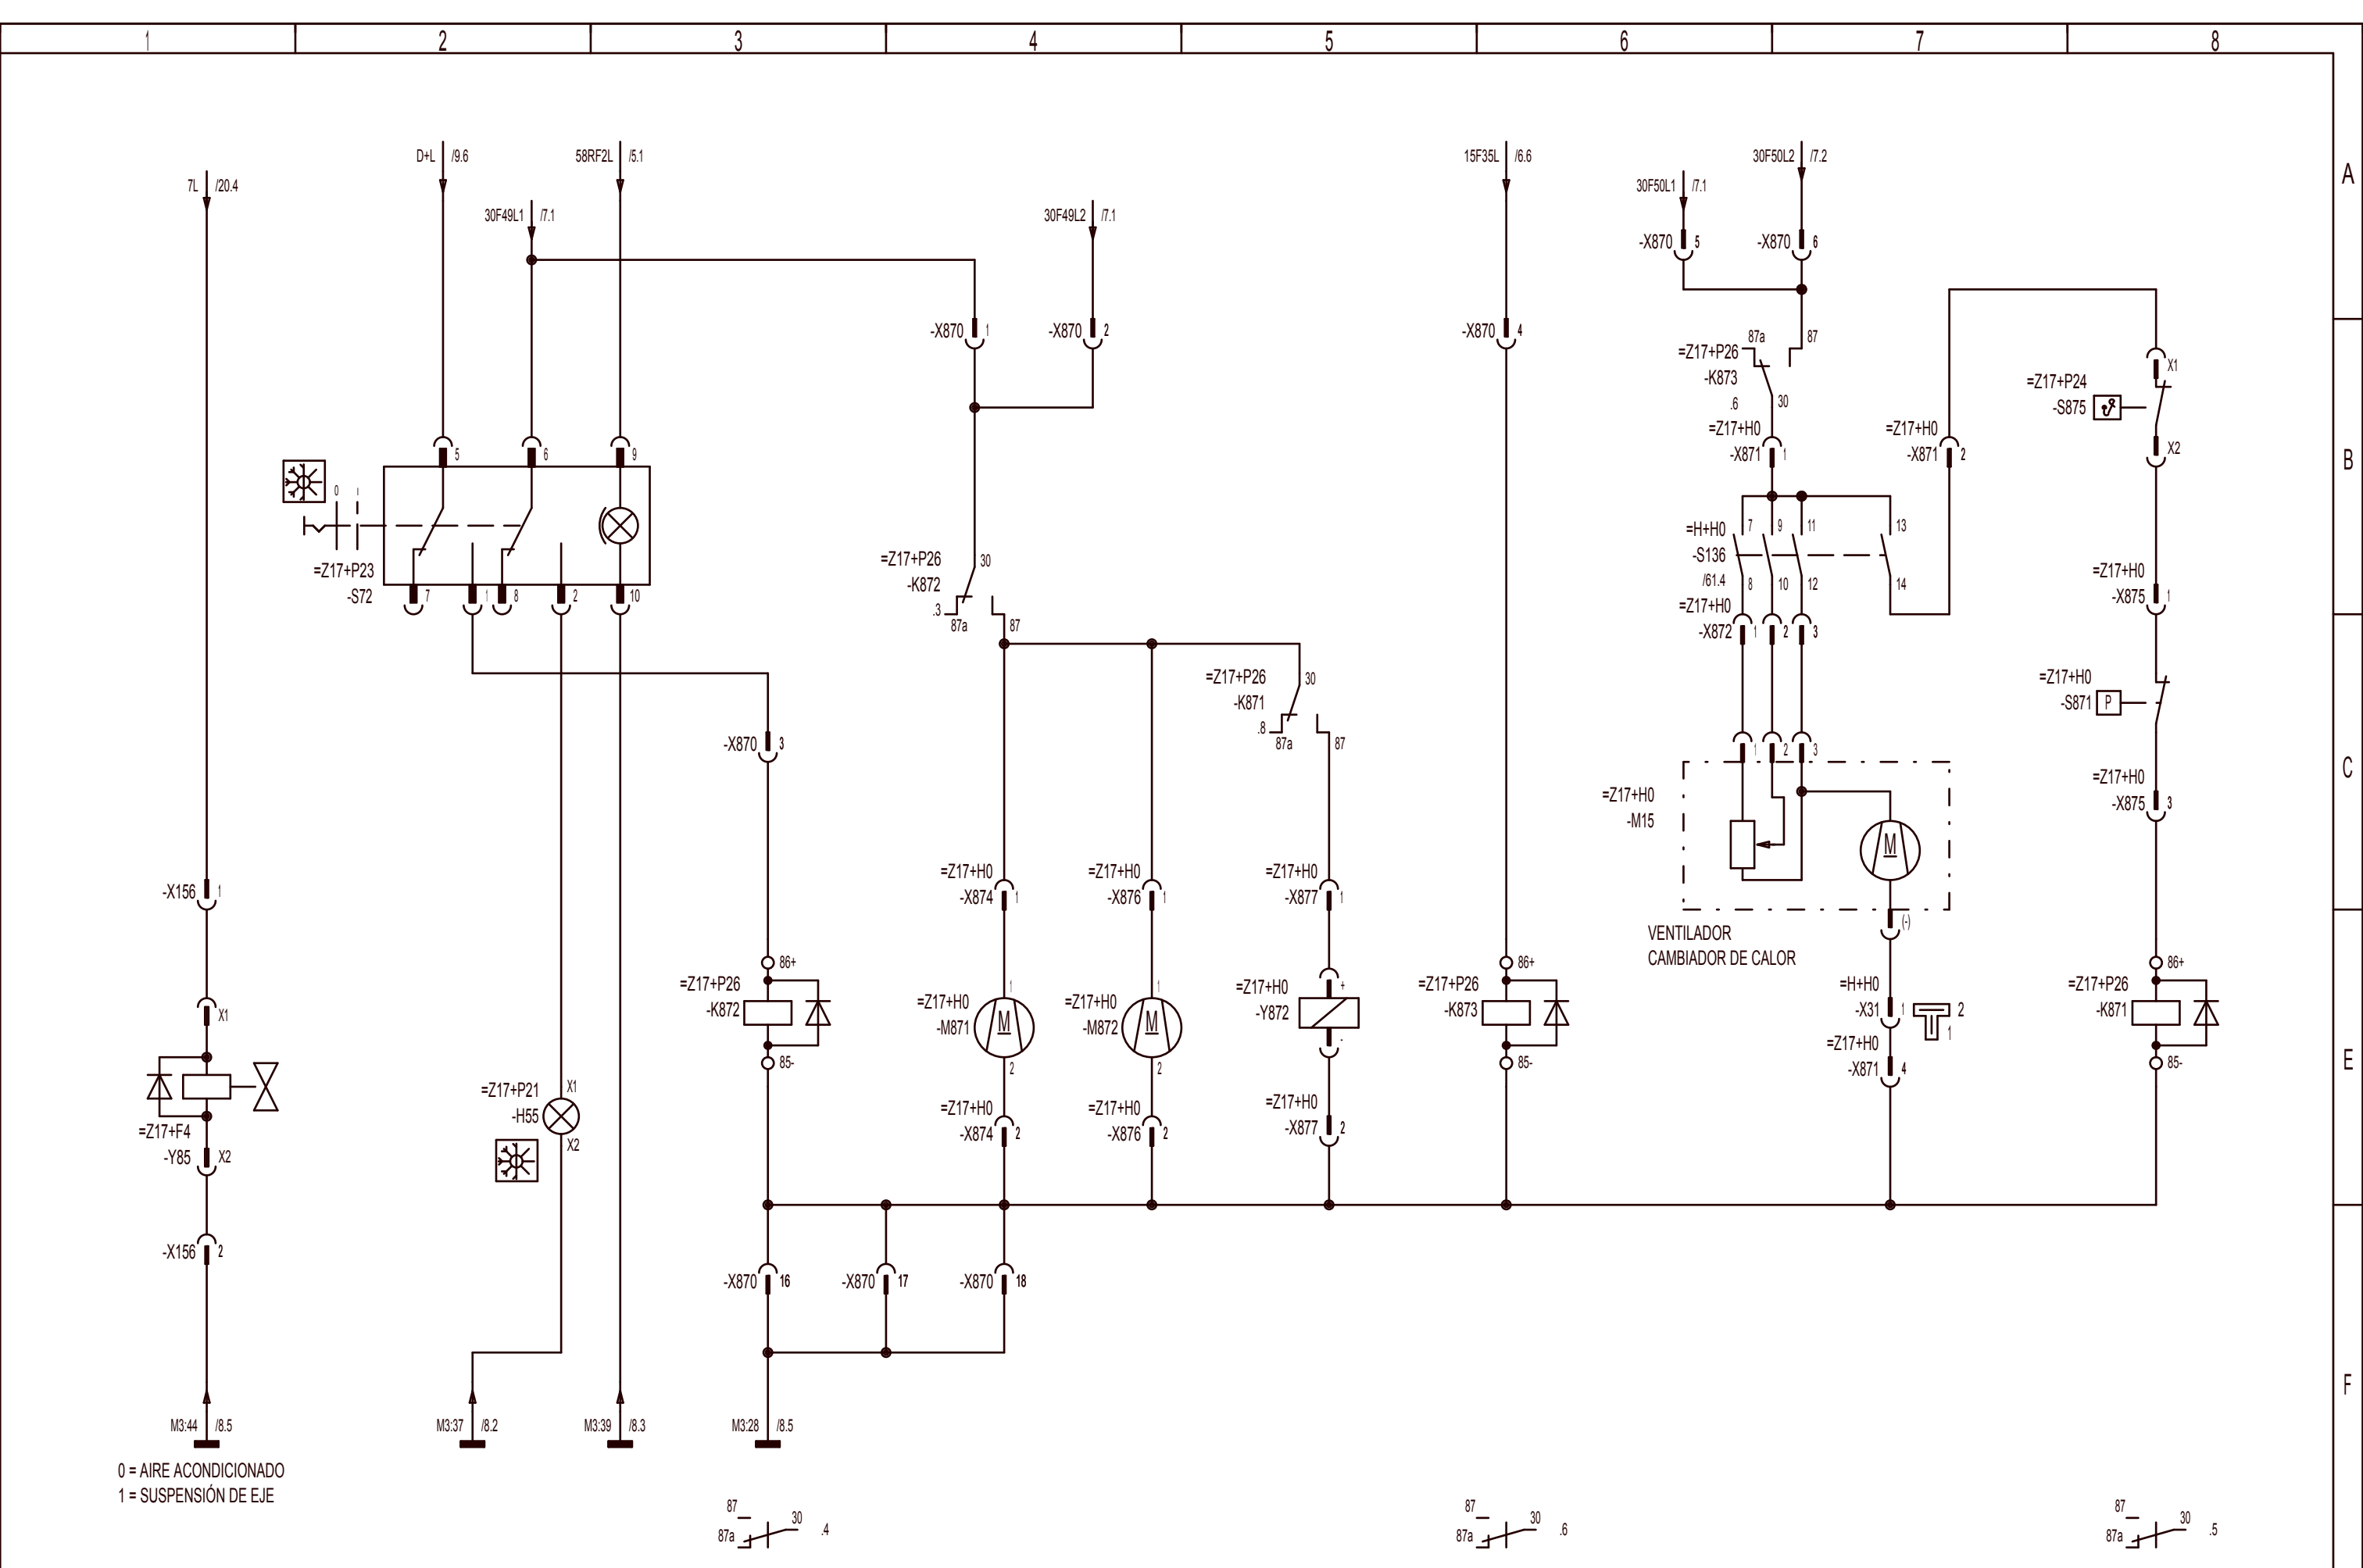 1 2 3 4 5 6 7 8
A
B
C
E
F
7L /20.4
D+L /9.6
58RF2L /5.1
30F49L1 /7.1
30F49L2 /7.1
15F35L /6.6
30F50L1 /7.1
30F50L2 /7.2
-X870 5
-X870 6
-X870 1
-X870 2
-X870 4
87a 87
=Z17+P26
-K873
.6 30
=Z17+H0
-X871 1
=Z17+H0
-X871 2
=Z17+P24
-S875
X1
X2
5 6 9
0 I
=Z17+P23
-S72
7 1 8 2 10
=Z17+P26
-K872
.3 30
87a 87
=H+H0
-S136
/61.4
7 9 11 13
8 10 12 14
=Z17+H0
-X872 1 2 3
=Z17+H0
-X875 1
=Z17+P26
-K871
.8 30
87a 87
=Z17+H0
-S871 P
-X870 3
1 2 3
=Z17+H0
-M15
M
(-)
VENTILADOR
CAMBIADOR DE CALOR
=Z17+H0
-X875 3
-X156 1
=Z17+H0
-X874 1
=Z17+H0
-X876 1
=Z17+H0
-X877 1
X1
=Z17+F4
-Y85 X2
=Z17+P21
-H55
X1
X2
86+
=Z17+P26
-K872
85-
1
=Z17+H0
-M871 M
2
1
=Z17+H0
-M872 M
2
=Z17+H0
-Y872
+
-
86+
=Z17+P26
-K873
85-
=H+H0
-X31 1
2
1
=Z17+H0
-X871 4
86+
=Z17+P26
-K871
85-
=Z17+H0
-X874 2
=Z17+H0
-X876 2
=Z17+H0
-X877 2
-X156 2
-X870 16
-X870 17
-X870 18
M3:44 /8.5
M3:37 /8.2
M3:39 /8.3
M3:28 /8.5
0 = AIRE ACONDICIONADO
1 = SUSPENSIÓN DE EJE
87
87a 30 .4
87
87a 30 .6
87
87a 30 .5